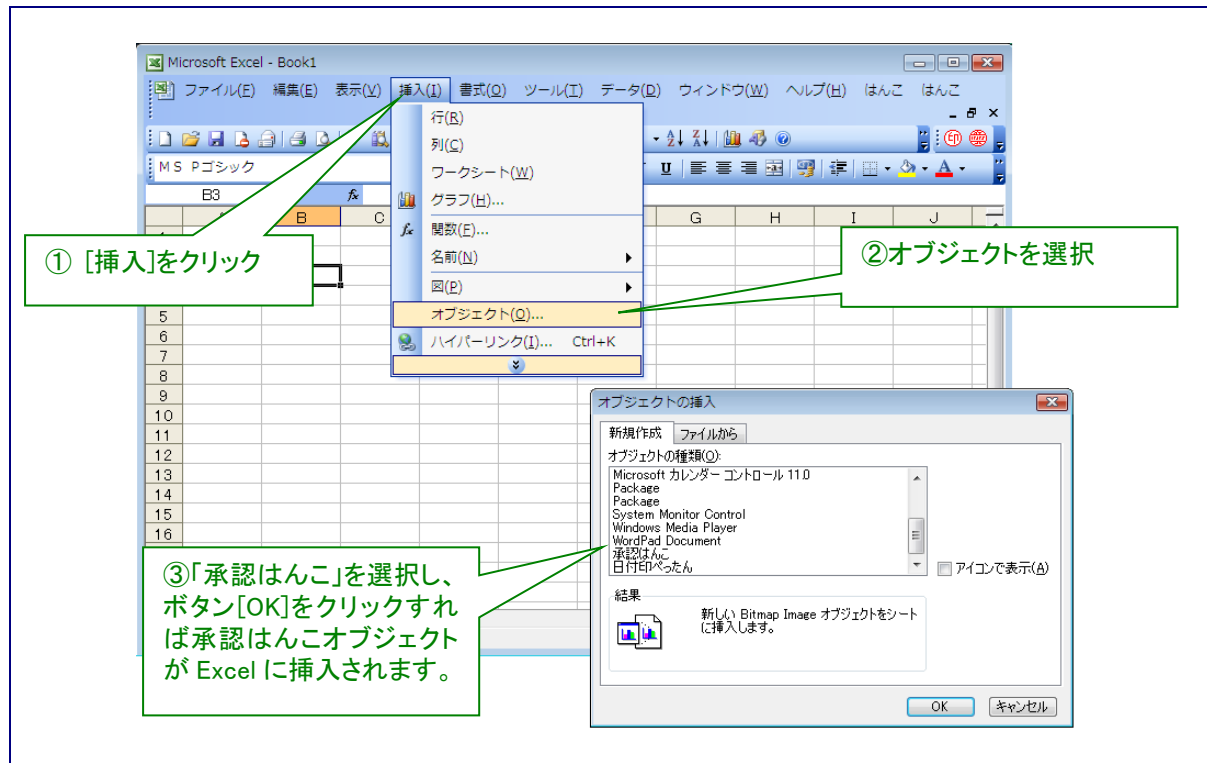 Microsoft Excel - Book1
ファイル(F) 編集(E) 表示(V) 挿入(I) 書式(O) ツール(T) データ(D) ウィンドウ(W) ヘルプ(H) はんこ はんこ
MS Pゴシック
U
A
B3
fx
A B C G H I J
行(R)
列(C)
ワークシート(W)
グラフ(H)...
fx 関数(F)...
名前(N)
図(P)
オブジェクト(O)...
ハイパーリンク(I)... Ctrl+K
① [挿入]をクリック
②オブジェクトを選択
5
6
7
8
9
10
11
12
13
14
15
16
オブジェクトの挿入
新規作成 ファイルから
オブジェクトの種類(O):
Microsoft カレンダー コントロール 11.0
Package
Package
System Monitor Control
Windows Media Player
WordPad Document
承認はんこ
日付印ぺったん
アイコンで表示(A)
結果
新しい Bitmap Image オブジェクトをシート
に挿入します。
OK キャンセル
③「承認はんこ」を選択し、
ボタン[OK]をクリックすれ
ば承認はんこオブジェクト
が Excel に挿入されます。